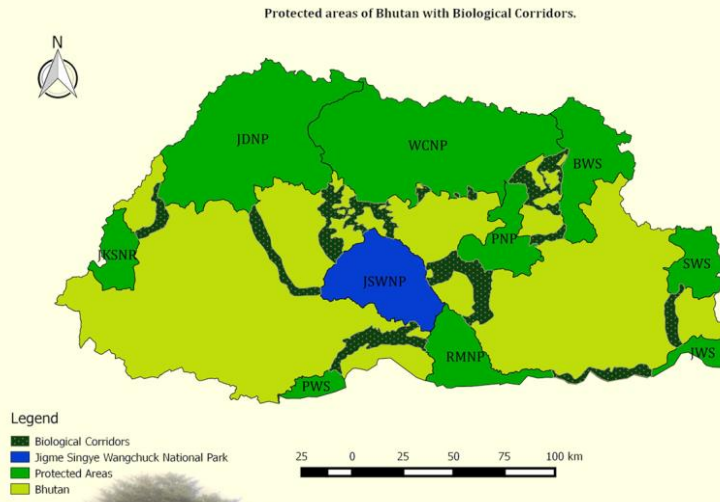 Protected areas of Bhutan with Biological Corridors.
N
JDNP
WCNP
BWS
JKSNR
PNP
SWS
JSWNP
RMNP
JWS
PWS
Legend
Biological Corridors
Jigme Singye Wangchuck National Park
Protected Areas
Bhutan
25 0 25 50 75 100 km